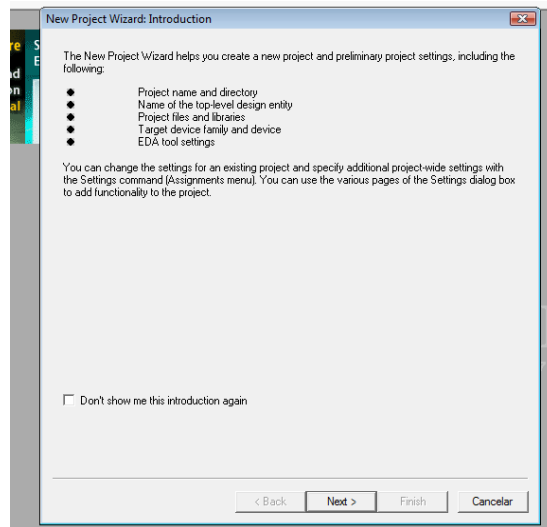 New Project Wizard: Introduction
re S
E
nd
on
al
The New Project Wizard helps you create a new project and preliminary project settings, including the
following:
● Project name and directory
● Name of the top-level design entity
● Project files and libraries
● Target device family and device
● EDA tool settings
You can change the settings for an existing project and specify additional project-wide settings with
the Settings command (Assignments menu). You can use the various pages of the Settings dialog box
to add functionality to the project.
Don't show me this introduction again
< Back Next > Finish Cancelar